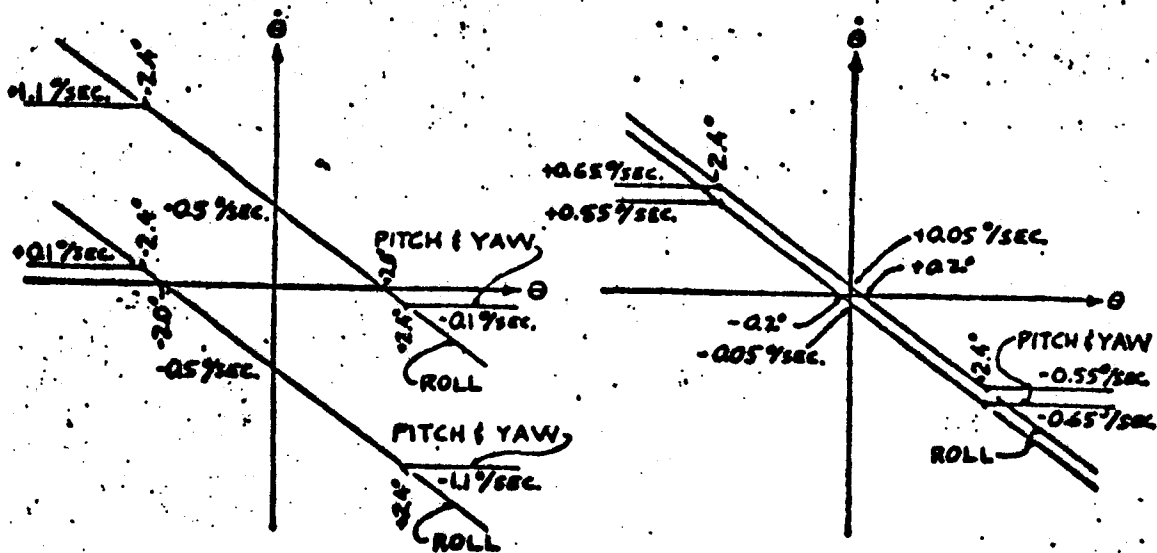 θ̇
-2.4°
+1.1°/SEC.
-0.5°/SEC.
-2.4°
+0.1°/SEC.
PITCH & YAW
+2.0°
θ
-2.0°
+2.4°
-0.1°/SEC.
-0.5°/SEC.
ROLL
PITCH & YAW
+2.4°
-1.1°/SEC.
ROLL
θ̇
-2.4°
+0.65°/SEC.
+0.55°/SEC.
+0.05°/SEC.
+0.2°
θ
-0.2°
-0.05°/SEC.
+2.4°
PITCH & YAW
-0.55°/SEC.
-0.65°/SEC.
ROLL